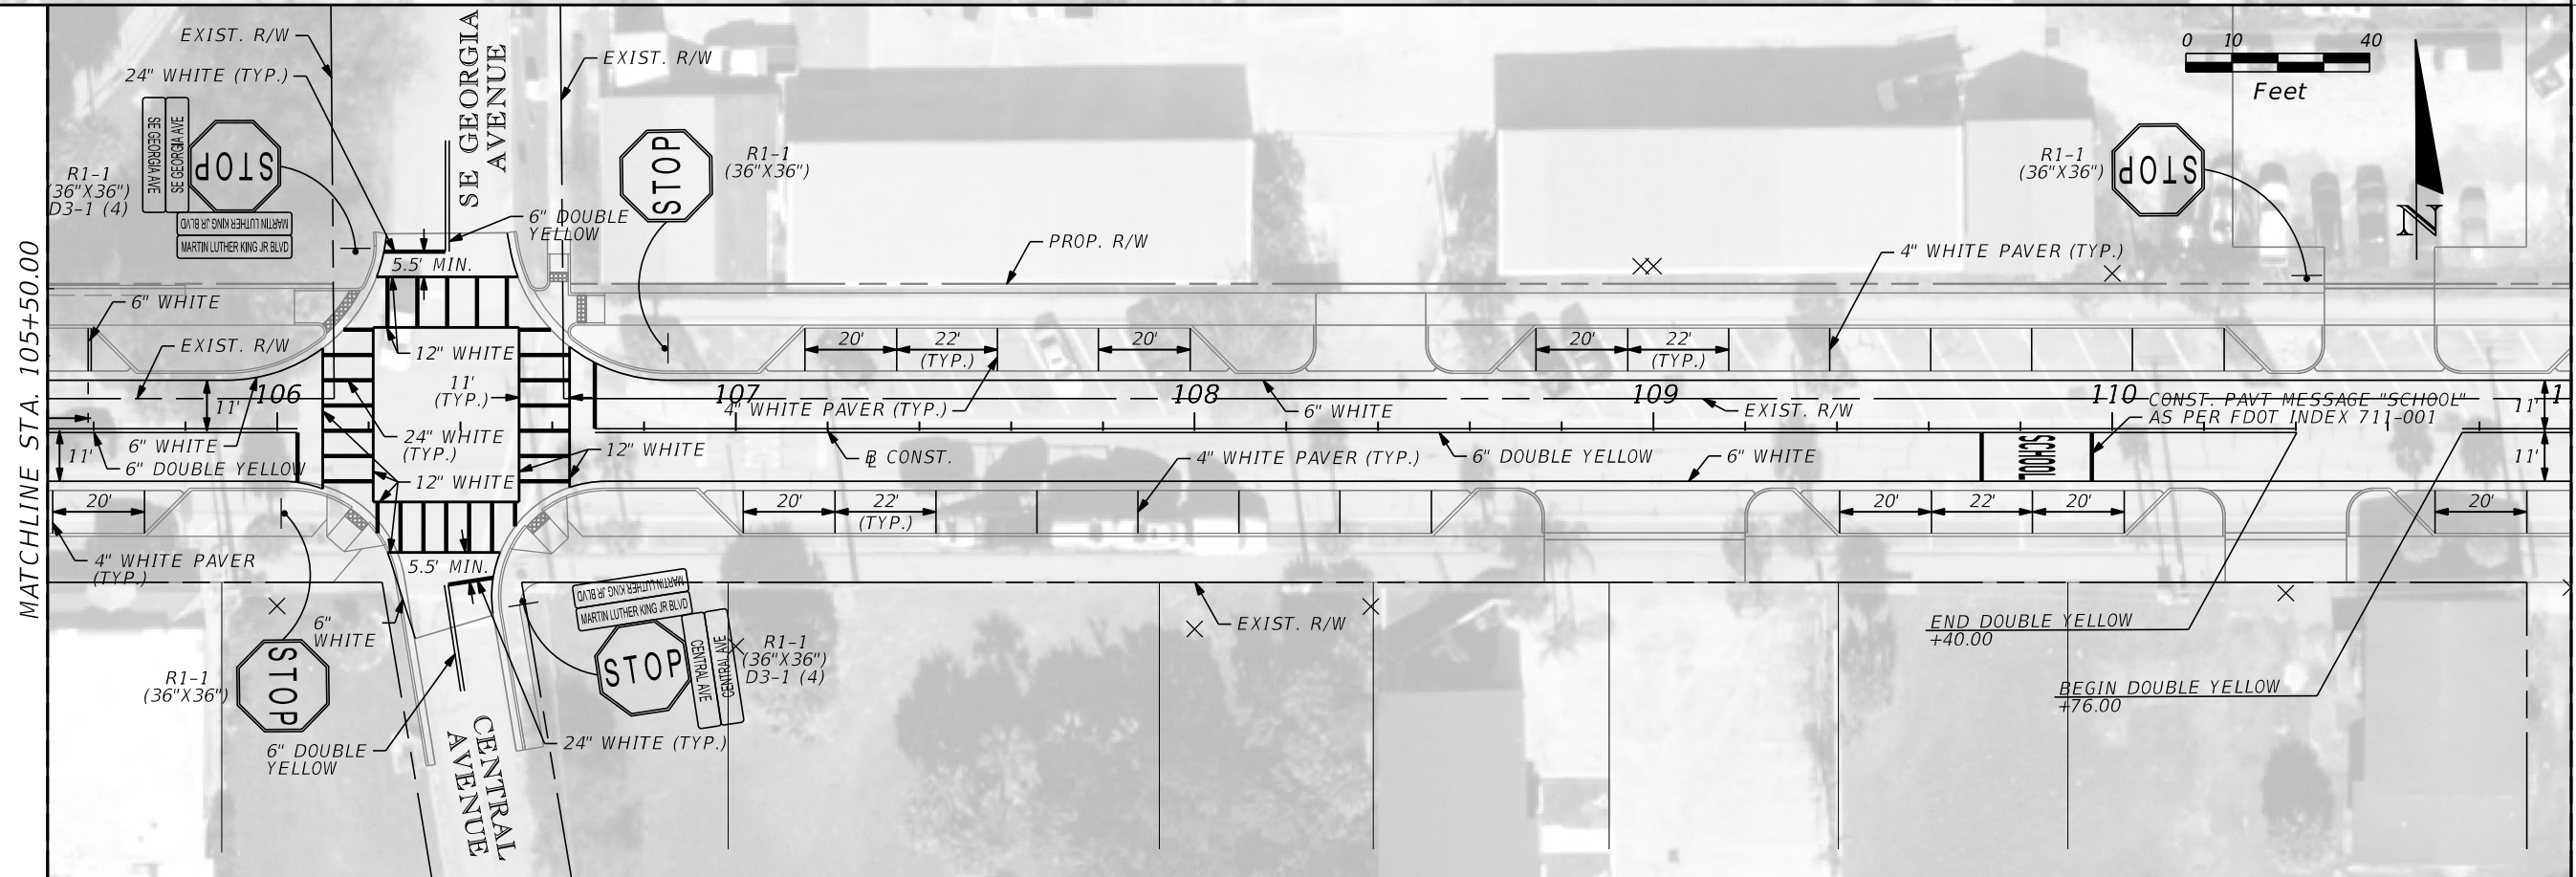 MATCHLINE STA. 105+50.00
EXIST. R/W
24" WHITE (TYP.)
SE GEORGIA AVE
SE GEORGIA AVE
STOP
MARTIN LUTHER KING JR BLVD
MARTIN LUTHER KING JR BLVD
R1-1
(36"X36")
D3-1 (4)
SE GEORGIA
AVENUE
EXIST. R/W
6" DOUBLE
YELLOW
5.5' MIN.
STOP
R1-1
(36"X36")
PROP. R/W
R1-1
(36"X36")
STOP
4" WHITE PAVER (TYP.)
0 10 40
Feet
N
6" WHITE
EXIST. R/W
12" WHITE
11'
(TYP.)
20'
22'
(TYP.)
20'
20'
22'
(TYP.)
106
107
108
109
110
1
11'
4" WHITE PAVER (TYP.)
6" WHITE
EXIST. R/W
CONST. PAVT MESSAGE "SCHOOL"
AS PER FDOT INDEX 711-001
11'
6" WHITE
24" WHITE
(TYP.)
11'
6" DOUBLE YELLOW
12" WHITE
12" WHITE
BL CONST.
4" WHITE PAVER (TYP.)
6" DOUBLE YELLOW
6" WHITE
SCHOOL
11'
20'
20'
22'
(TYP.)
20'
22'
20'
20'
4" WHITE PAVER
(TYP.)
5.5' MIN.
6"
WHITE
MARTIN LUTHER KING JR BLVD
MARTIN LUTHER KING JR BLVD
STOP
CENTRAL AVE
CENTRAL AVE
R1-1
(36"X36")
D3-1 (4)
EXIST. R/W
END DOUBLE YELLOW
+40.00
R1-1
(36"X36")
STOP
BEGIN DOUBLE YELLOW
+76.00
6" DOUBLE
YELLOW
24" WHITE (TYP.)
CENTRAL
AVENUE